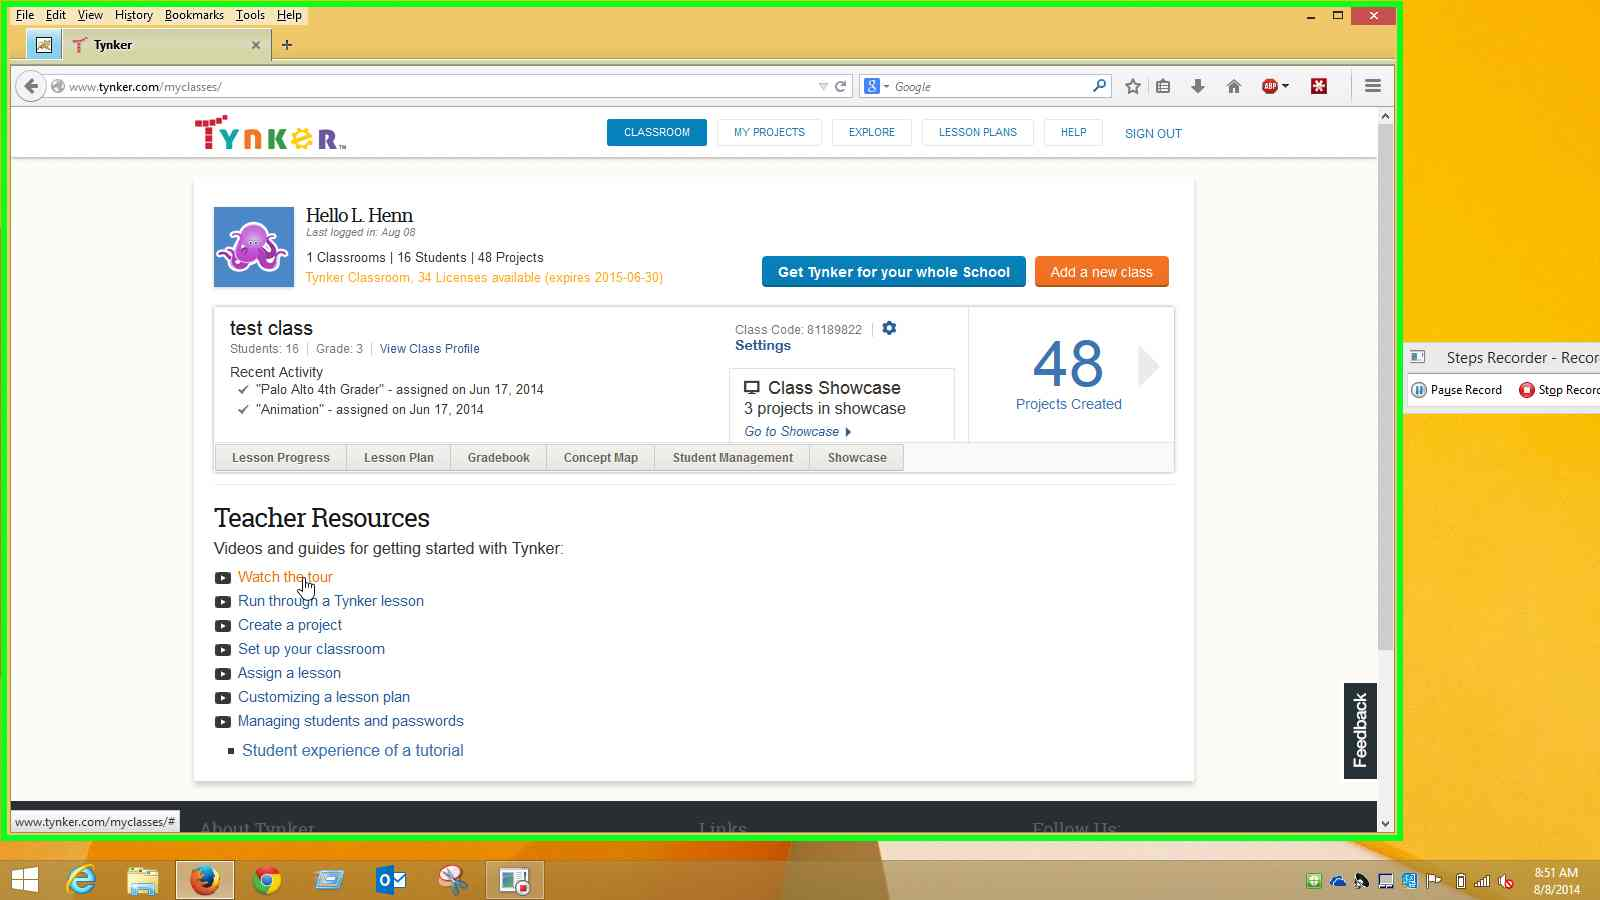 File Edit View History Bookmarks Tools Help
Tynker
www.tynker.com/myclasses/
Google
ABP
TYNKER
CLASSROOM MY PROJECTS EXPLORE LESSON PLANS HELP SIGN OUT
Hello L. Henn
Last logged in: Aug 08
1 Classrooms | 16 Students | 48 Projects
Tynker Classroom, 34 Licenses available (expires 2015-06-30)
Get Tynker for your whole School
Add a new class
test class
Students: 16 | Grade: 3 | View Class Profile
Recent Activity
"Palo Alto 4th Grader" - assigned on Jun 17, 2014
"Animation" - assigned on Jun 17, 2014
Class Code: 81189822
Settings
Class Showcase
3 projects in showcase
Go to Showcase
48
Projects Created
Lesson Progress Lesson Plan Gradebook Concept Map Student Management Showcase
Teacher Resources
Videos and guides for getting started with Tynker:
Watch the tour
Run through a Tynker lesson
Create a project
Set up your classroom
Assign a lesson
Customizing a lesson plan
Managing students and passwords
Student experience of a tutorial
Feedback
www.tynker.com/myclasses/#
About Tynker Links Follow Us
Steps Recorder - Recor
Pause Record Stop Recor
8:51 AM
8/8/2014